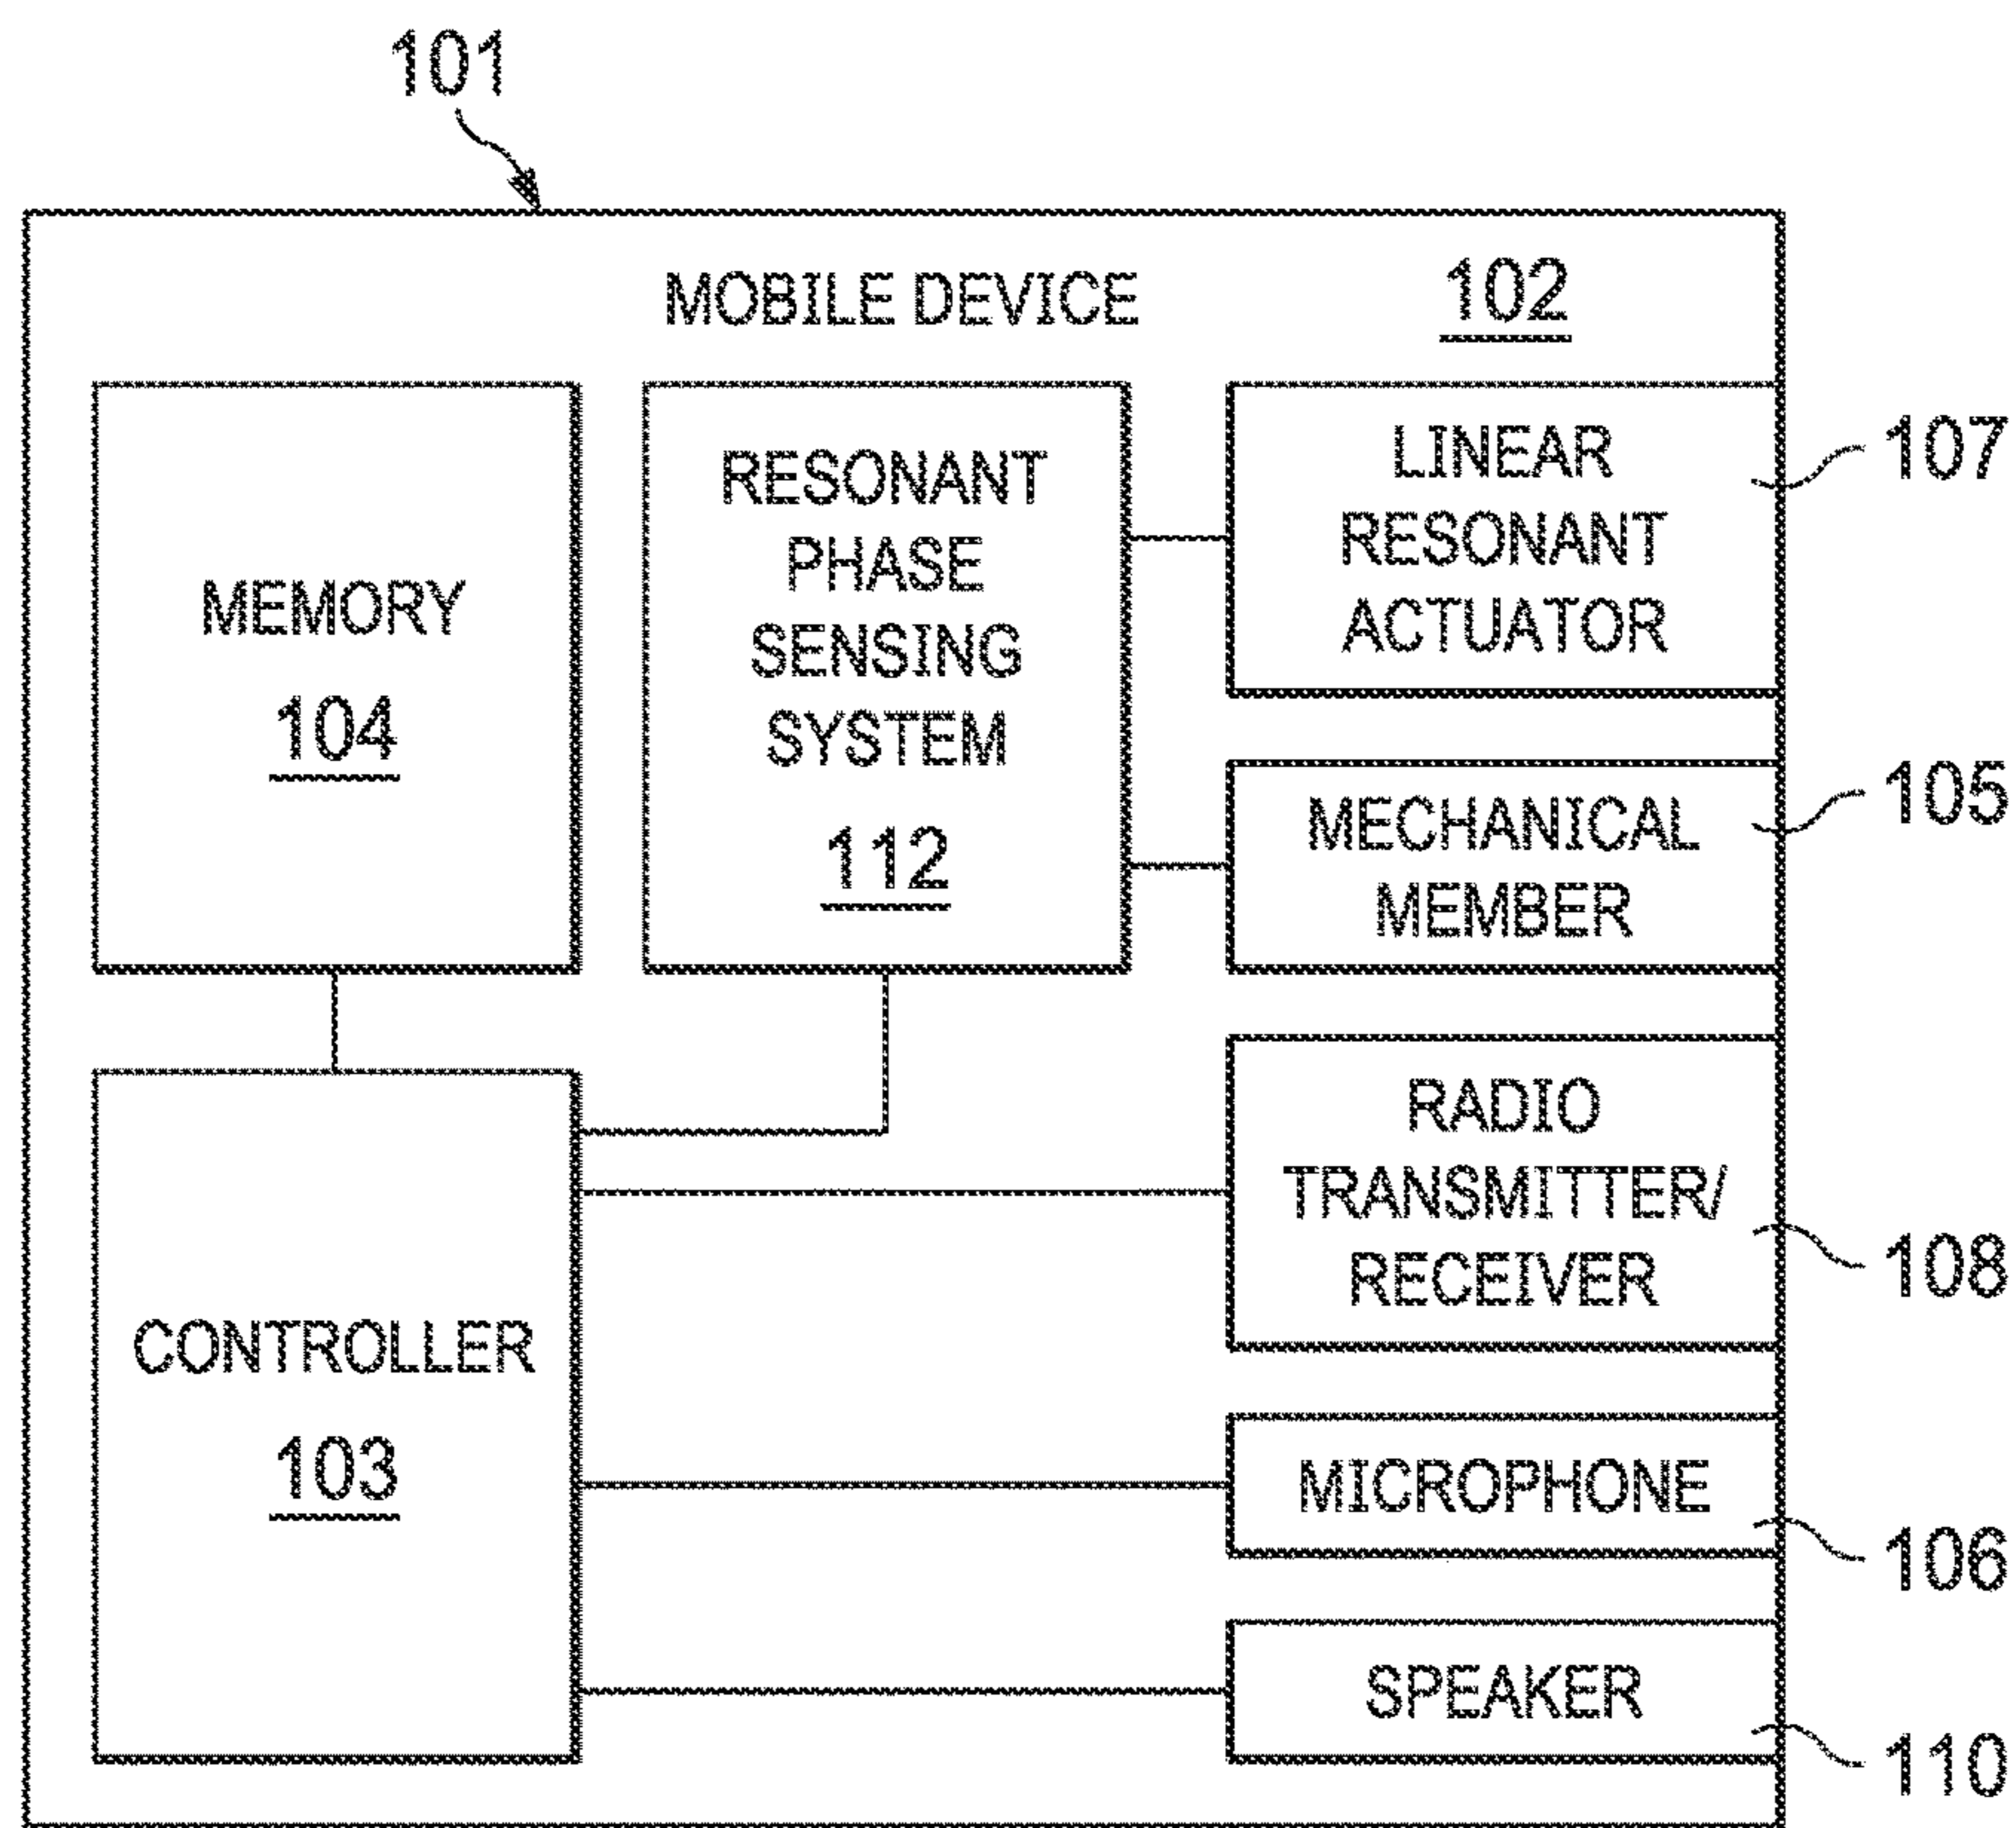 101
MOBILE DEVICE
102
MEMORY
104
RESONANT
PHASE
SENSING
SYSTEM
112
LINEAR
RESONANT
ACTUATOR
107
MECHANICAL
MEMBER
105
CONTROLLER
103
RADIO
TRANSMITTER/
RECEIVER
108
MICROPHONE
106
SPEAKER
110